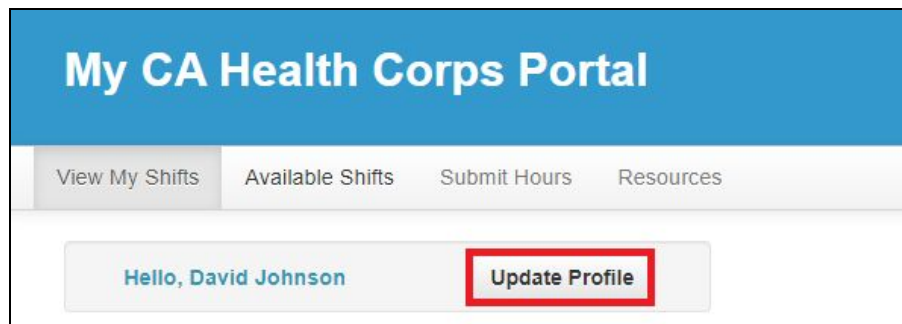 My CA Health Corps Portal
View My Shifts Available Shifts Submit Hours Resources
Hello, David Johnson Update Profile